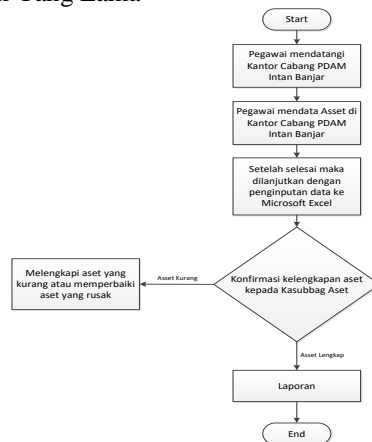 Yang Lama
Start
Pegawai mendatangi
Kantor Cabang PDAM
Intan Banjar
Pegawai mendata Asset di
Kantor Cabang PDAM
Intan Banjar
Setelah selesai maka
dilanjutkan dengan
penginputan data ke
Microsoft Excel
Konfirmasi kelengkapan aset
kepada Kasubbag Aset
Asset Kurang
Melengkapi aset yang
kurang atau memperbaiki
aset yang rusak
Asset Lengkap
Laporan
End